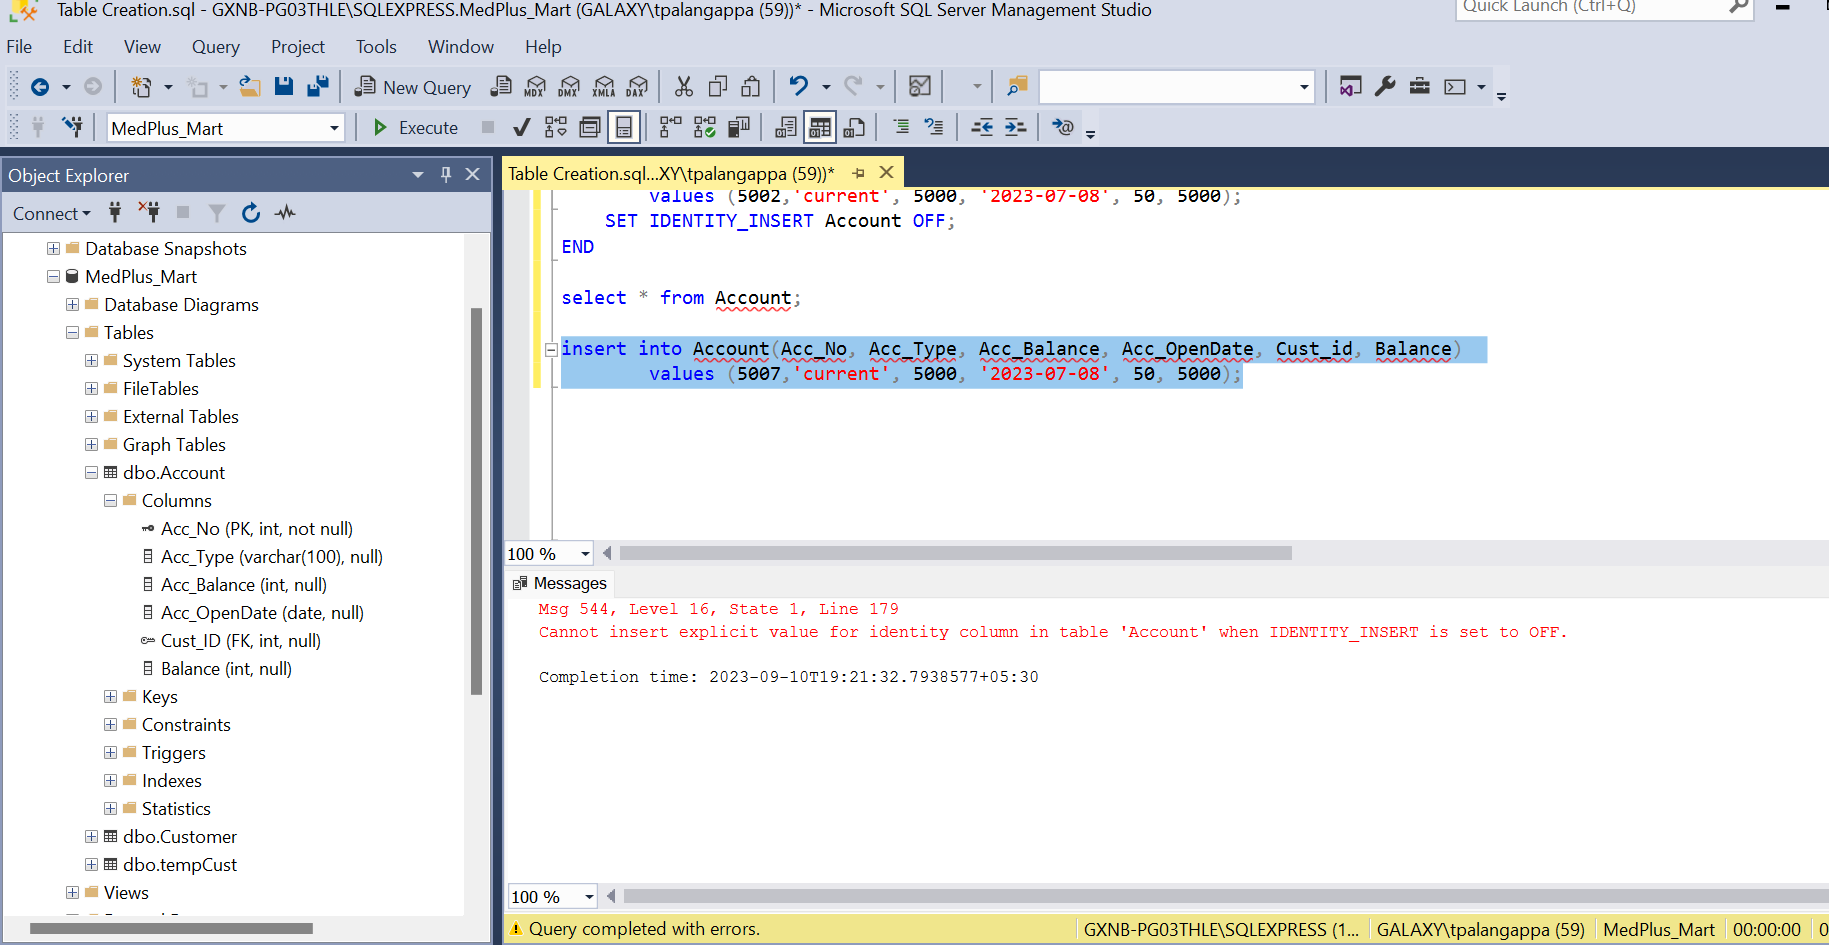 Table Creation.sql - GXNB-PG03THLE\SQLEXPRESS.MedPlus_Mart (GALAXY\tpalangappa (59))* - Microsoft SQL Server Management Studio
Quick Launch (Ctrl+Q)
File Edit View Query Project Tools Window Help
New Query MDX DMX XMLA DAX
MedPlus_Mart Execute
Object Explorer
Connect
Database Snapshots
MedPlus_Mart
Database Diagrams
Tables
System Tables
FileTables
External Tables
Graph Tables
dbo.Account
Columns
Acc_No (PK, int, not null)
Acc_Type (varchar(100), null)
Acc_Balance (int, null)
Acc_OpenDate (date, null)
Cust_ID (FK, int, null)
Balance (int, null)
Keys
Constraints
Triggers
Indexes
Statistics
dbo.Customer
dbo.tempCust
Views
Table Creation.sql...XY\tpalangappa (59))*
values (5002,'current', 5000, '2023-07-08', 50, 5000);
SET IDENTITY_INSERT Account OFF;
END
select * from Account;
insert into Account(Acc_No, Acc_Type, Acc_Balance, Acc_OpenDate, Cust_id, Balance)
values (5007,'current', 5000, '2023-07-08', 50, 5000);
100 %
Messages
Msg 544, Level 16, State 1, Line 179
Cannot insert explicit value for identity column in table 'Account' when IDENTITY_INSERT is set to OFF.
Completion time: 2023-09-10T19:21:32.7938577+05:30
100 %
Query completed with errors. GXNB-PG03THLE\SQLEXPRESS (1... GALAXY\tpalangappa (59) MedPlus_Mart 00:00:00 0